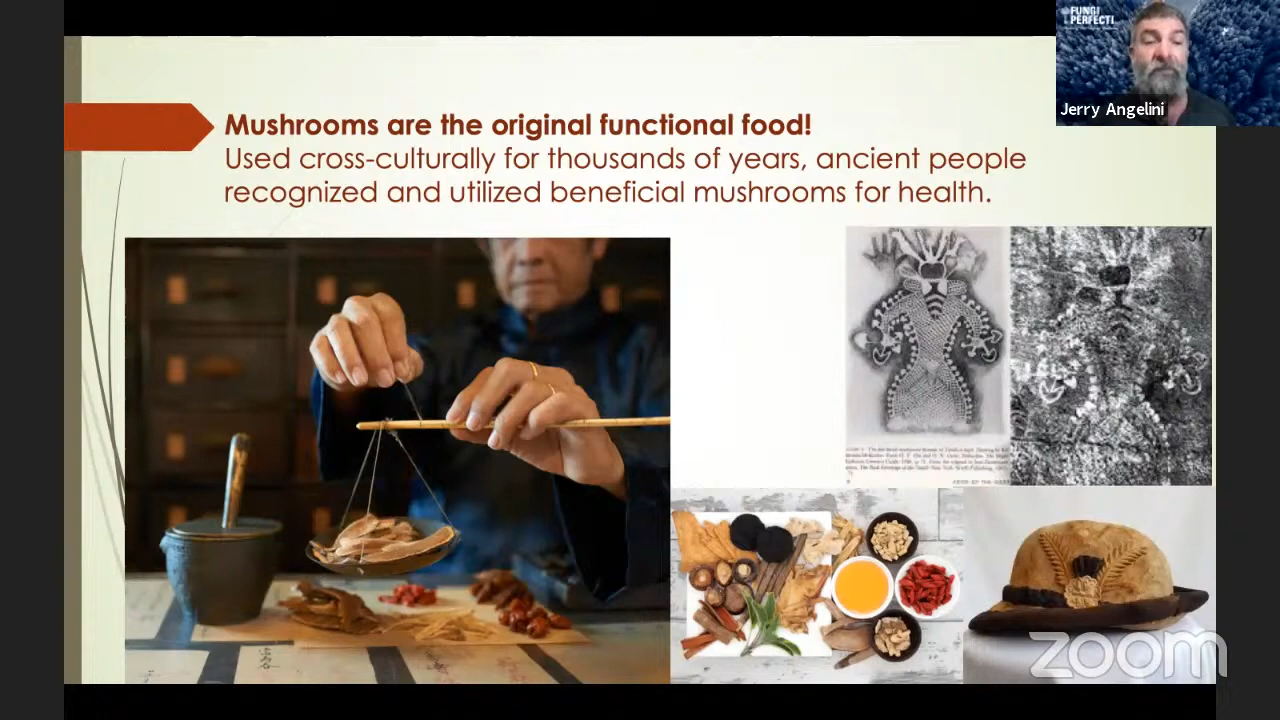 FUNGI
PERFECTI
Jerry Angelini
Mushrooms are the original functional food!
Used cross-culturally for thousands of years, ancient people
recognized and utilized beneficial mushrooms for health.
37
zoom